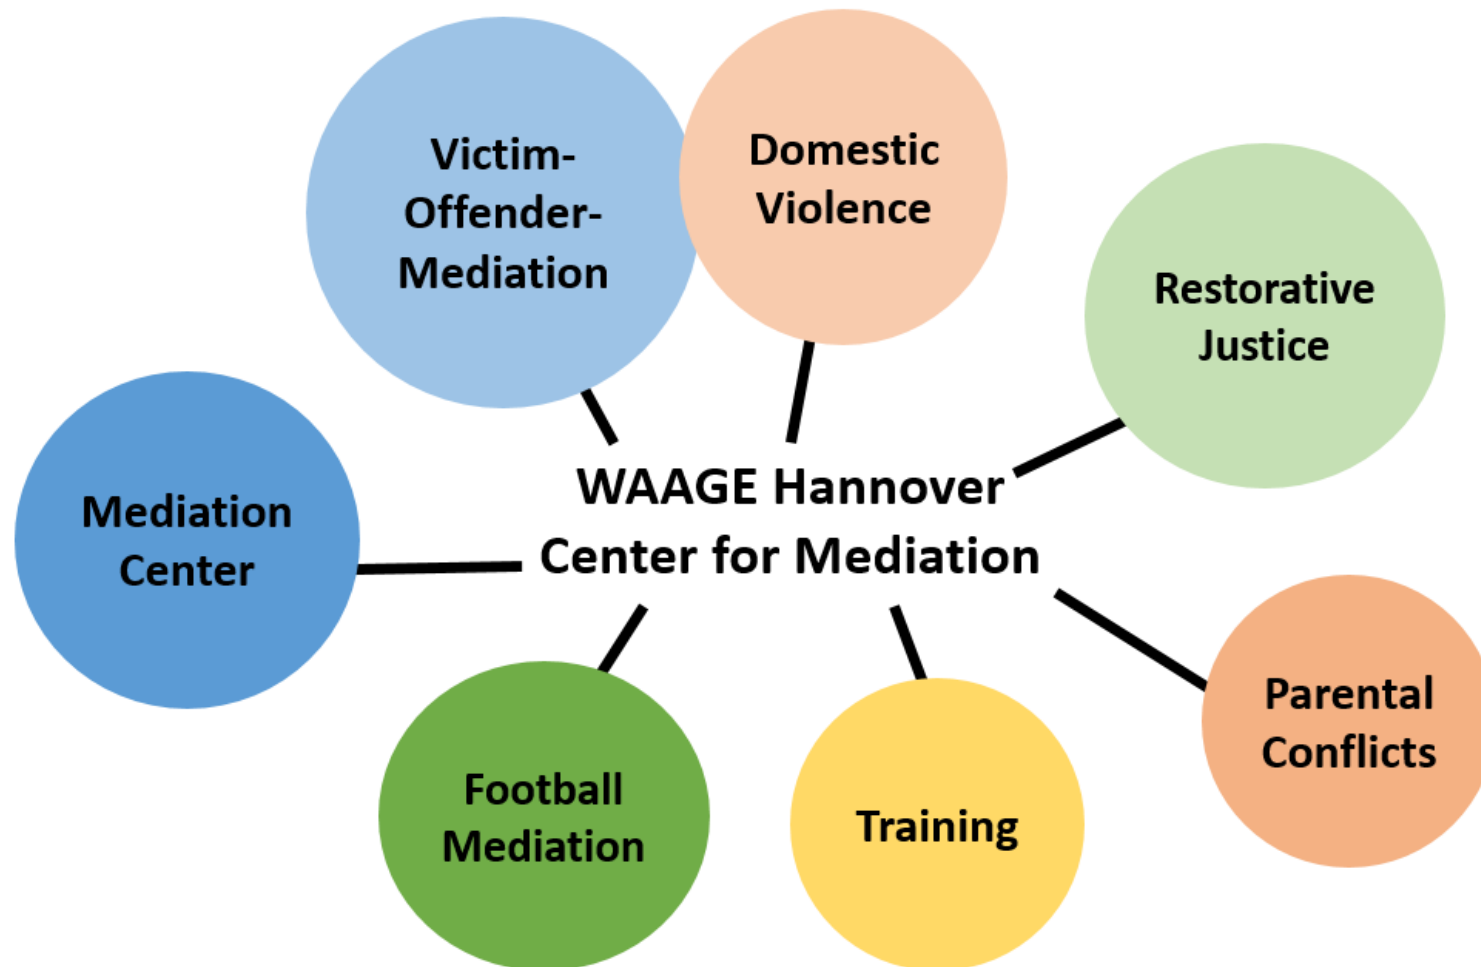 Victim-
Offender-
Mediation
Domestic
Violence
Restorative
Justice
Mediation
Center
WAAGE Hannover
Center for Mediation
Parental
Conflicts
Football
Mediation
Training